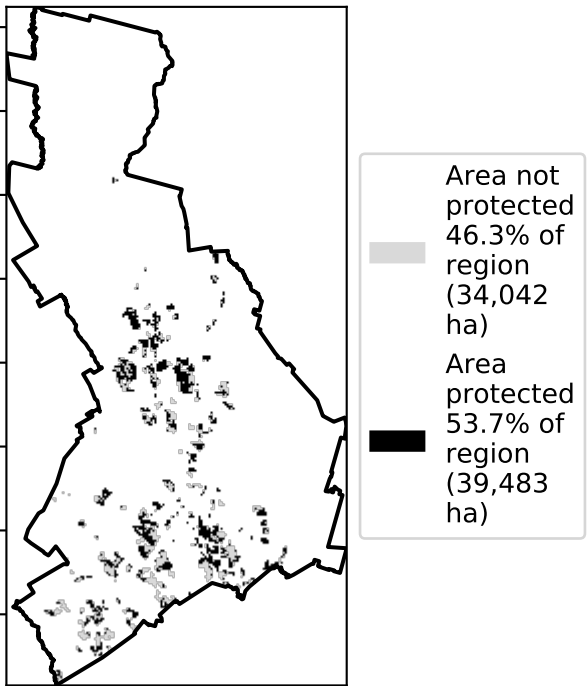 Area not
protected
46.3% of
region
(34,042
ha)
Area
protected
53.7% of
region
(39,483
ha)